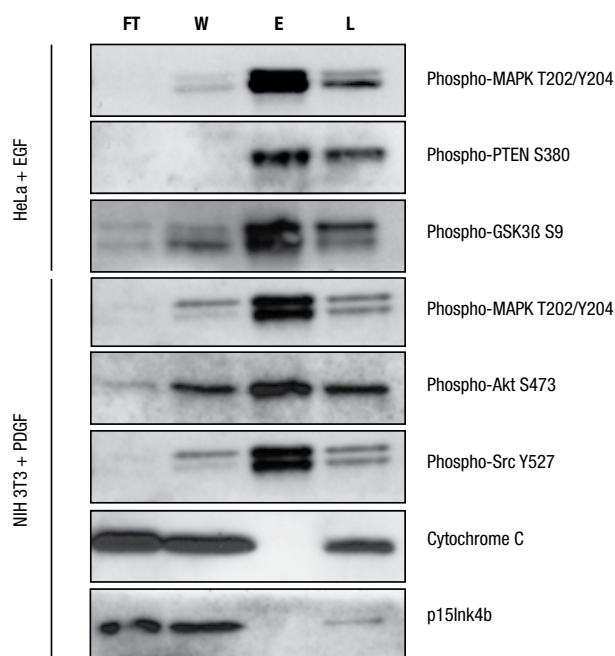 FT W E L
HeLa + EGF
Phospho-MAPK T202/Y204
Phospho-PTEN S380
Phospho-GSK3ß S9
NIH 3T3 + PDGF
Phospho-MAPK T202/Y204
Phospho-Akt S473
Phospho-Src Y527
Cytochrome C
p15Ink4b